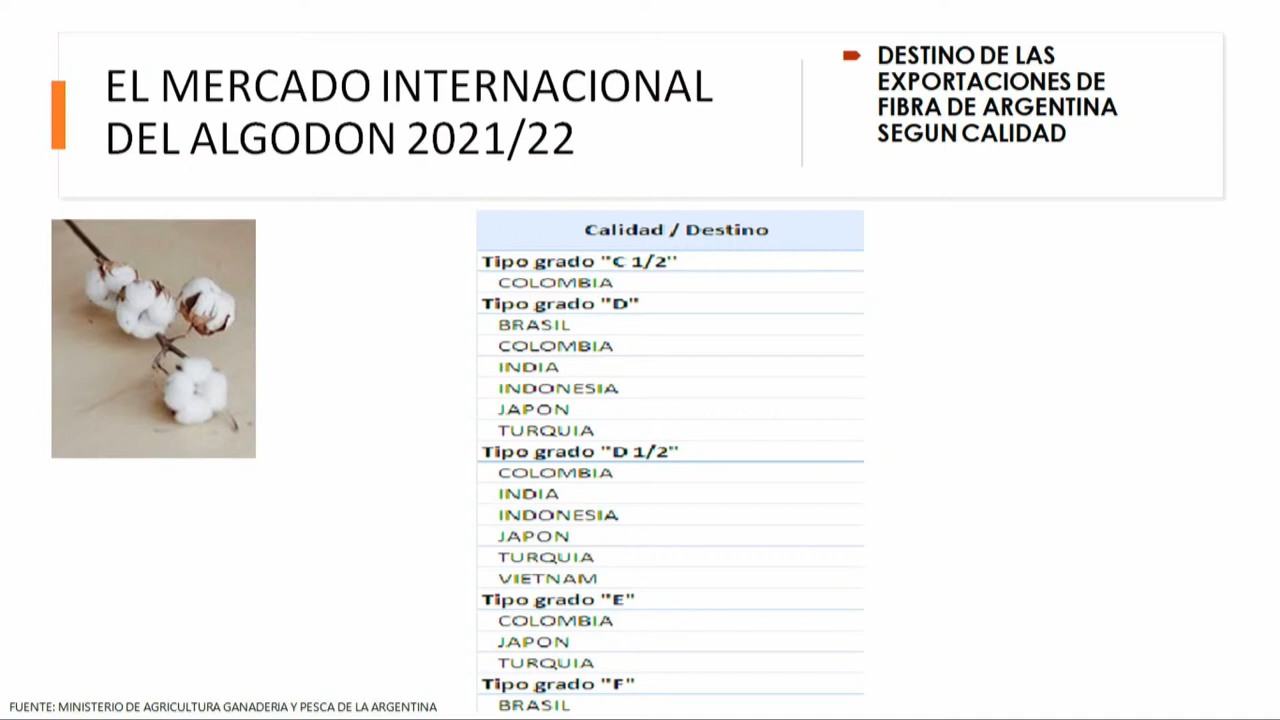 EL MERCADO INTERNACIONAL
DEL ALGODON 2021/22
DESTINO DE LAS
EXPORTACIONES DE
FIBRA DE ARGENTINA
SEGUN CALIDAD
Calidad / Destino
Tipo grado "C 1/2"
COLOMBIA
Tipo grado "D"
BRASIL
COLOMBIA
INDIA
INDONESIA
JAPON
TURQUIA
Tipo grado "D 1/2"
COLOMBIA
INDIA
INDONESIA
JAPON
TURQUIA
VIETNAM
Tipo grado "E"
COLOMBIA
JAPON
TURQUIA
Tipo grado "F"
BRASIL
FUENTE: MINISTERIO DE AGRICULTURA GANADERIA Y PESCA DE LA ARGENTINA